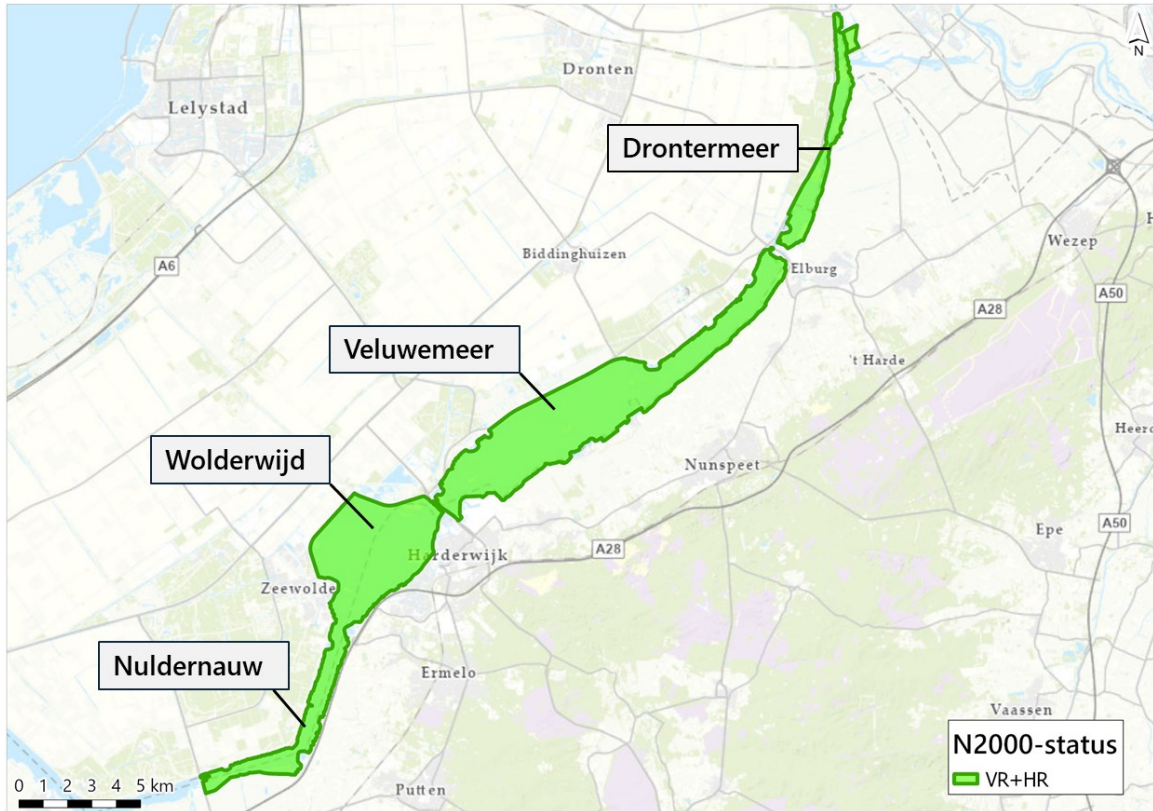 N
Dronten
Lelystad
Drontermeer
Wezep
A6
Biddinghuizen
Elburg
A28
A50
Veluwemeer
't Harde
Heerd
Wolderwijd
Nunspeet
Epe
A50
Harderwijk
A28
Zeewolde
Nuldernauw
Ermelo
Vaassen
N2000-status
VR+HR
0 1 2 3 4 5 km
Putten